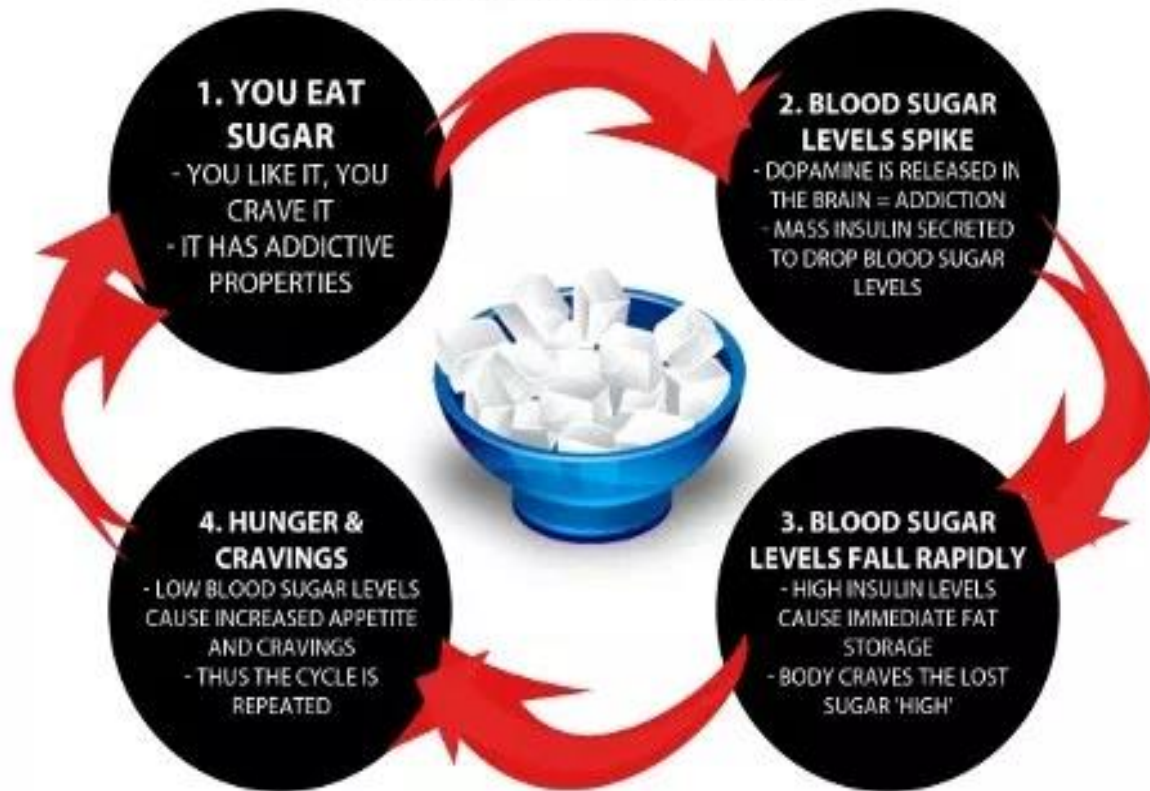 1. YOU EAT
SUGAR
- YOU LIKE IT, YOU
CRAVE IT
- IT HAS ADDICTIVE
PROPERTIES
2. BLOOD SUGAR
LEVELS SPIKE
- DOPAMINE IS RELEASED IN
THE BRAIN = ADDICTION
- MASS INSULIN SECRETED
TO DROP BLOOD SUGAR
LEVELS
3. BLOOD SUGAR
LEVELS FALL RAPIDLY
- HIGH INSULIN LEVELS
CAUSE IMMEDIATE FAT
STORAGE
- BODY CRAVES THE LOST
SUGAR 'HIGH'
4. HUNGER &
CRAVINGS
- LOW BLOOD SUGAR LEVELS
CAUSE INCREASED APPETITE
AND CRAVINGS
- THUS THE CYCLE IS
REPEATED